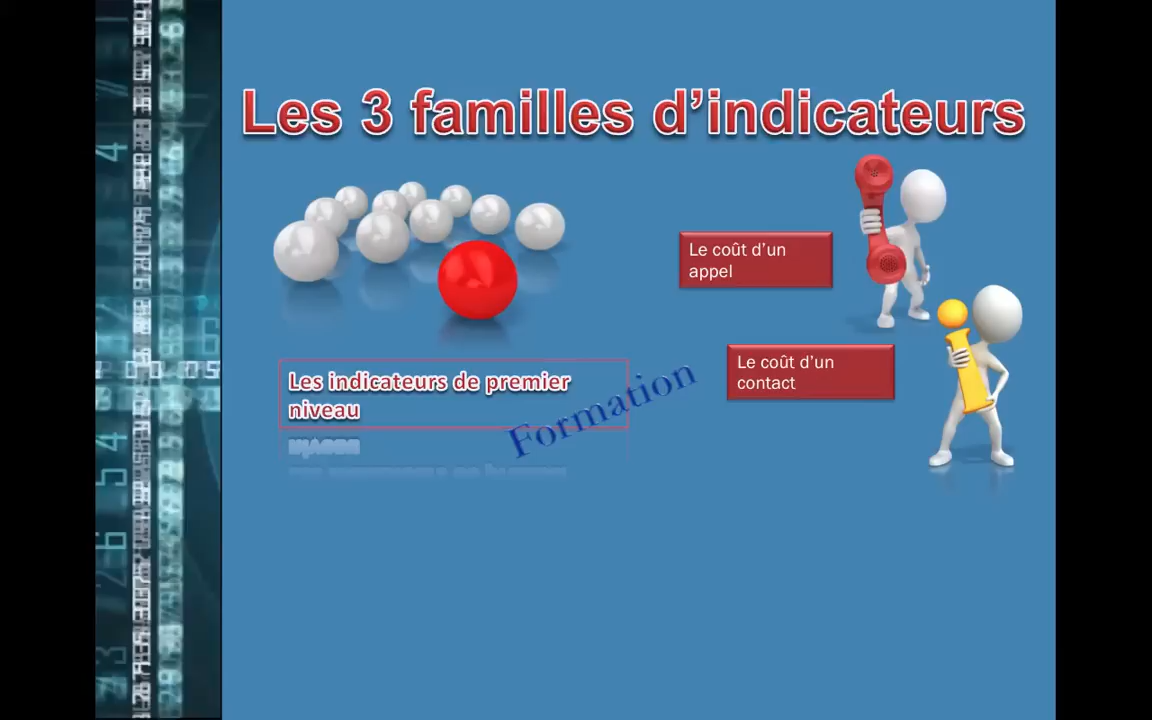 Les 3 familles d’indicateurs
Le coût d’un
appel
Le coût d’un
contact
Les indicateurs de premier
niveau
Formation